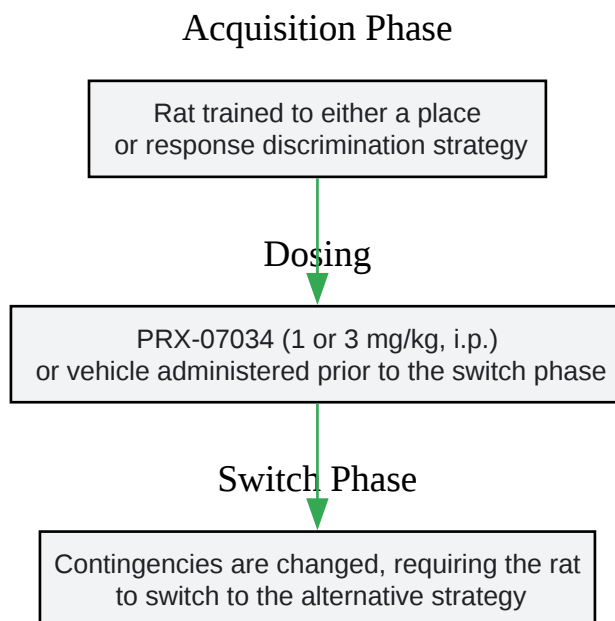 Acquisition Phase
Rat trained to either a place
or response discrimination strategy
Dosing
PRX-07034 (1 or 3 mg/kg, i.p.)
or vehicle administered prior to the switch phase
Switch Phase
Contingencies are changed, requiring the rat
to switch to the alternative strategy